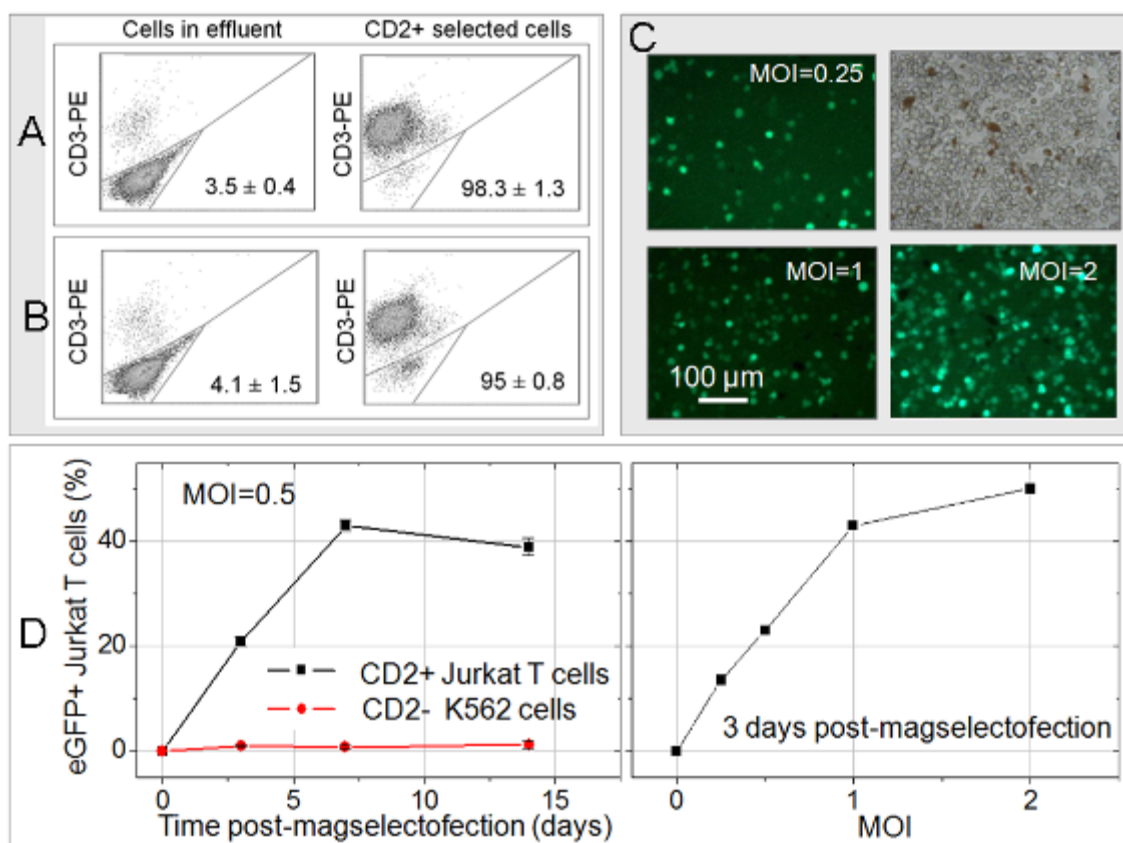 Cells in effluent
CD2+ selected cells
A
CD3-PE
3.5 ± 0.4
CD3-PE
98.3 ± 1.3
B
CD3-PE
4.1 ± 1.5
CD3-PE
95 ± 0.8
C
MOI=0.25
MOI=1
100 µm
MOI=2
D
eGFP+ Jurkat T cells (%)
40
20
0
MOI=0.5
CD2+ Jurkat T cells
CD2- K562 cells
0 5 10 15
Time post-magselectofection (days)
3 days post-magselectofection
0 1 2
MOI